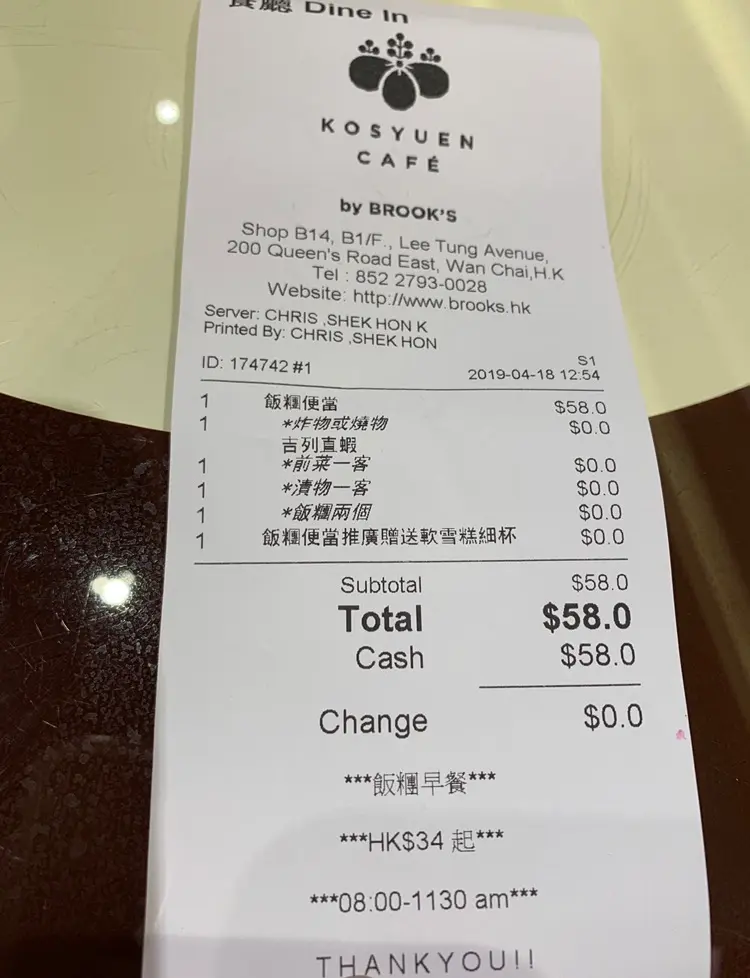 餐廳 Dine In
KOSYUEN
CAFÉ
by BROOK'S
Shop B14, B1/F., Lee Tung Avenue,
200 Queen's Road East, Wan Chai,H.K
Tel : 852 2793-0028
Website: http://www.brooks.hk
Server: CHRIS ,SHEK HON K
Printed By: CHRIS ,SHEK HON
S1
ID: 174742 #1 2019-04-18 12:54
1 飯糰便當 $58.0
1 *炸物或燒物 $0.0
吉列直蝦
1 *前菜一客 $0.0
1 *漬物一客 $0.0
1 *飯糰兩個 $0.0
1 飯糰便當推廣贈送軟雪糕細杯 $0.0
Subtotal $58.0
Total $58.0
Cash $58.0
Change $0.0
***飯糰早餐***
***HK$34 起***
***08:00-1130 am***
THANKYOU!!